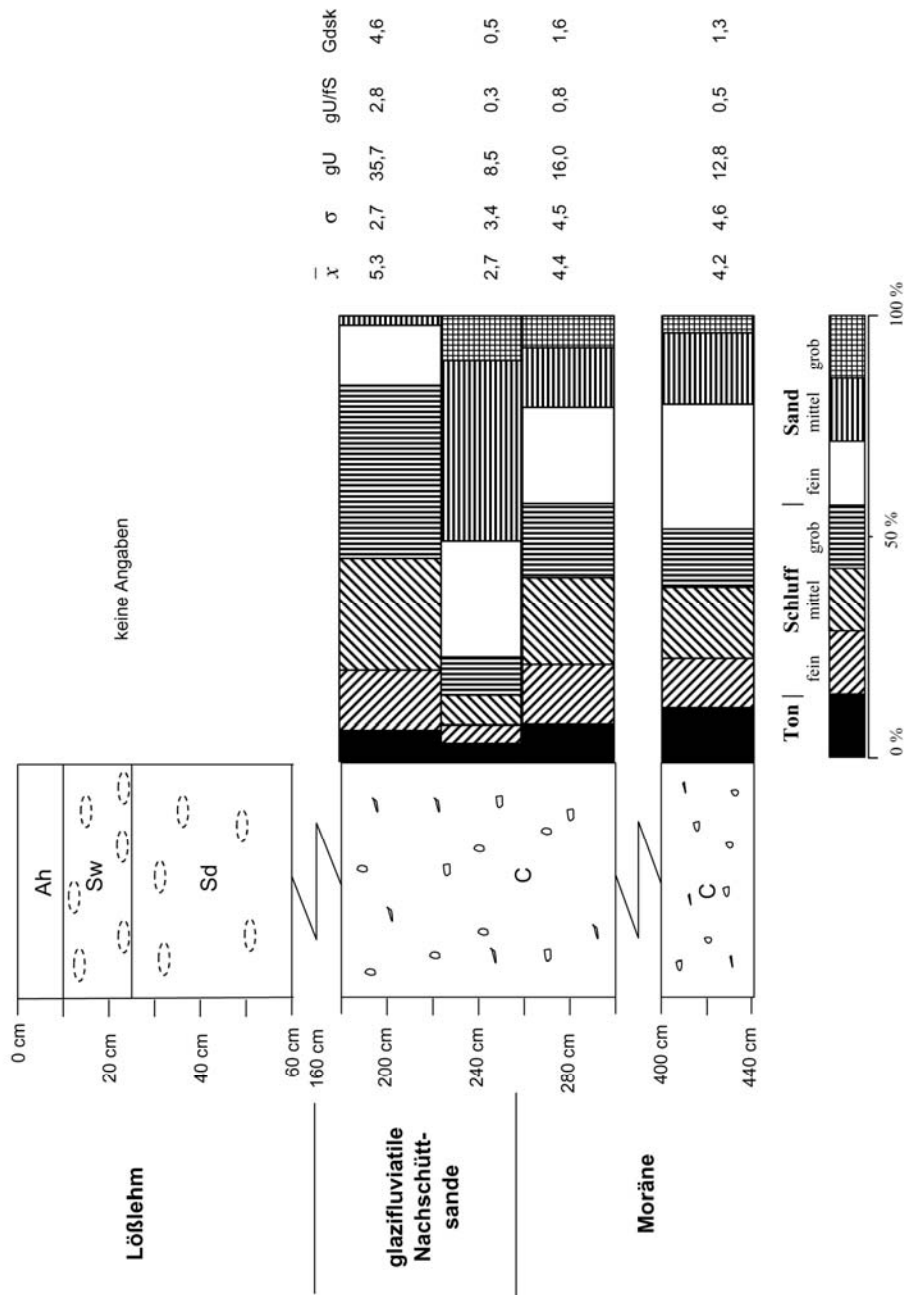 Lößlehm
glazifluviatile
Nachschütt-
sande
Moräne
0 cm
20 cm
40 cm
60 cm
160 cm
200 cm
240 cm
280 cm
400 cm
440 cm
Ah
Sw
Sd
C
C
keine Angaben
x̄ σ gU gU/fS Gdsk
5,3 2,7 35,7 2,8 4,6
2,7 3,4 8,5 0,3 0,5
4,4 4,5 16,0 0,8 1,6
4,2 4,6 12,8 0,5 1,3
Ton | Schluff | Sand
fein mittel grob fein mittel grob
0 % 50 % 100 %